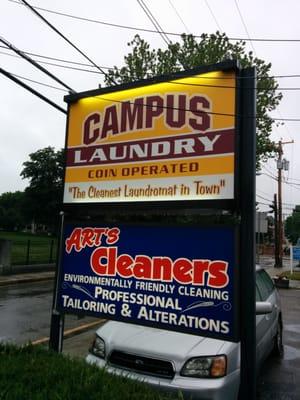 CAMPUS
LAUNDRY
COIN OPERATED
"The Cleanest Laundromat in Town"
ART'S
Cleaners
ENVIRONMENTALLY FRIENDLY CLEANING
PROFESSIONAL
TAILORING & ALTERATIONS